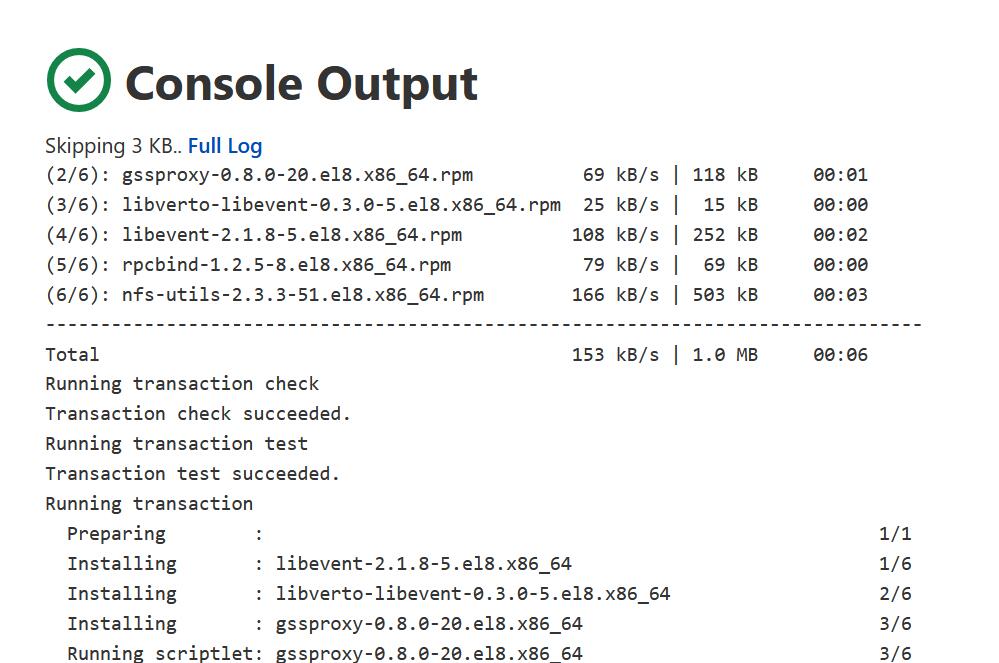 Console Output
Skipping 3 KB.. Full Log
(2/6): gssproxy-0.8.0-20.el8.x86_64.rpm          69 kB/s | 118 kB     00:01
(3/6): libverto-libevent-0.3.0-5.el8.x86_64.rpm  25 kB/s |  15 kB     00:00
(4/6): libevent-2.1.8-5.el8.x86_64.rpm          108 kB/s | 252 kB     00:02
(5/6): rpcbind-1.2.5-8.el8.x86_64.rpm            79 kB/s |  69 kB     00:00
(6/6): nfs-utils-2.3.3-51.el8.x86_64.rpm        166 kB/s | 503 kB     00:03
--------------------------------------------------------------------------------
Total                                           153 kB/s | 1.0 MB     00:06
Running transaction check
Transaction check succeeded.
Running transaction test
Transaction test succeeded.
Running transaction
  Preparing        :                                                        1/1
  Installing       : libevent-2.1.8-5.el8.x86_64                            1/6
  Installing       : libverto-libevent-0.3.0-5.el8.x86_64                   2/6
  Installing       : gssproxy-0.8.0-20.el8.x86_64                           3/6
  Running scriptlet: gssproxy-0.8.0-20.el8.x86_64                           3/6